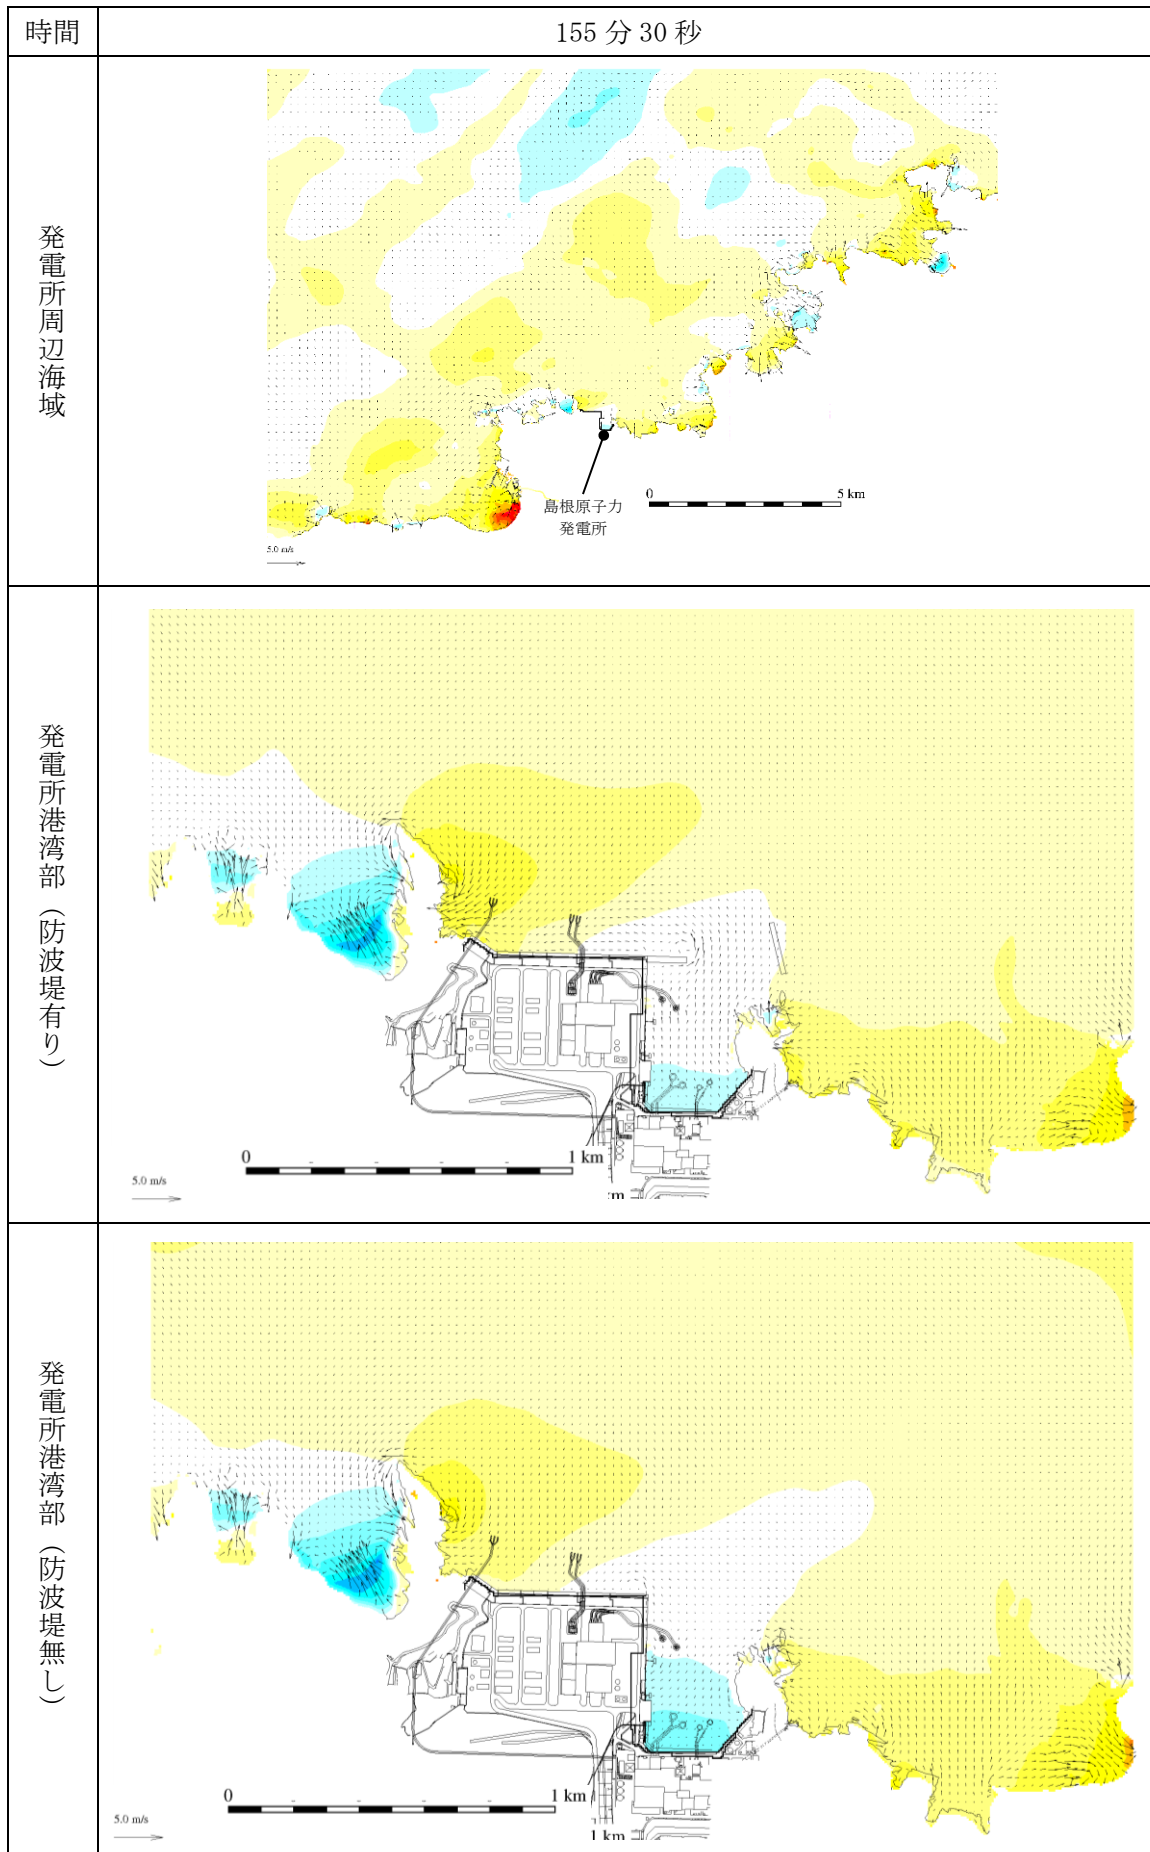 時間
155 分 30 秒
発電所周辺海域
島根原子力
発電所
0
5 km
5.0 m/s
発電所港湾部（防波堤有り）
0
1 km
5.0 m/s
発電所港湾部（防波堤無し）
0
1 km
5.0 m/s
1 km